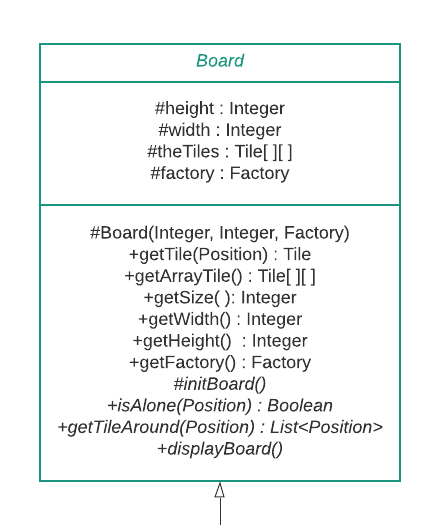 Board
#height : Integer
#width : Integer
#theTiles : Tile[ ][ ]
#factory : Factory
#Board(Integer, Integer, Factory)
+getTile(Position) : Tile
+getArrayTile() : Tile[ ][ ]
+getSize( ): Integer
+getWidth() : Integer
+getHeight()  : Integer
+getFactory() : Factory
#initBoard()
+isAlone(Position) : Boolean
+getTileAround(Position) : List<Position>
+displayBoard()